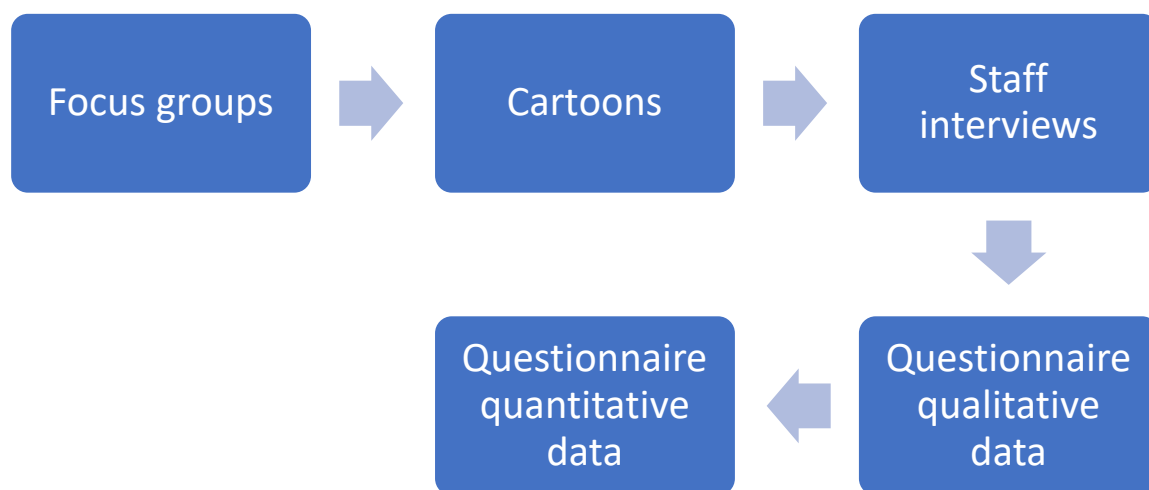 Focus groups
Cartoons
Staff
interviews
Questionnaire
qualitative
data
Questionnaire
quantitative
data